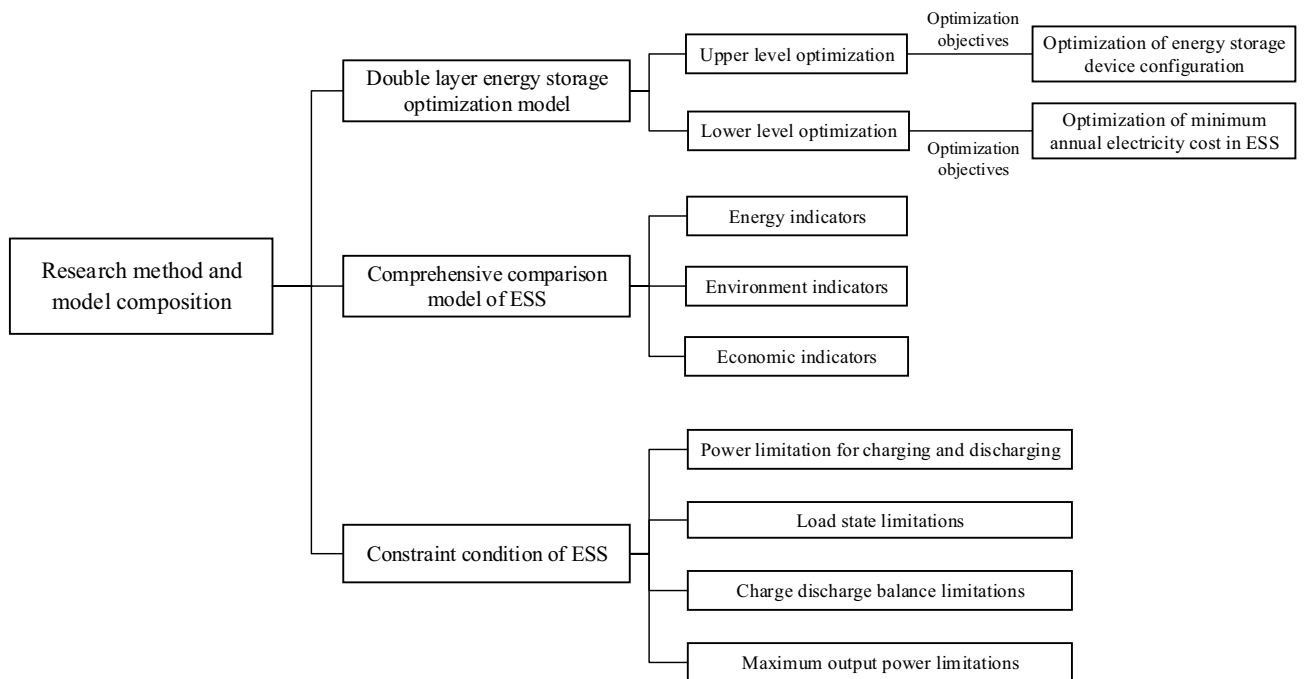 Research method and
model composition
Double layer energy storage
optimization model
Upper level optimization
Optimization
objectives
Optimization of energy storage
device configuration
Lower level optimization
Optimization
objectives
Optimization of minimum
annual electricity cost in ESS
Comprehensive comparison
model of ESS
Energy indicators
Environment indicators
Economic indicators
Constraint condition of ESS
Power limitation for charging and discharging
Load state limitations
Charge discharge balance limitations
Maximum output power limitations